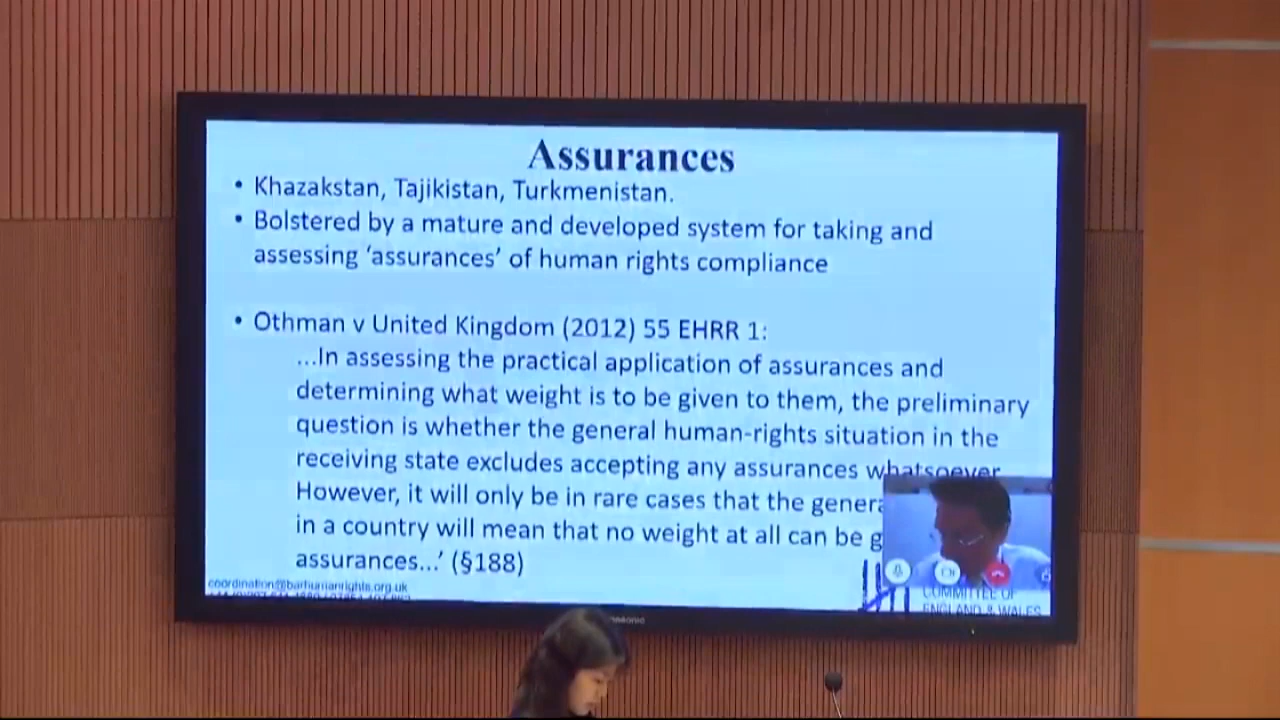 Assurances
• Khazakstan, Tajikistan, Turkmenistan.
• Bolstered by a mature and developed system for taking and
assessing ‘assurances’ of human rights compliance
• Othman v United Kingdom (2012) 55 EHRR 1:
...In assessing the practical application of assurances and
determining what weight is to be given to them, the preliminary
question is whether the general human-rights situation in the
receiving state excludes accepting any assurances whatsoever
However, it will only be in rare cases that the genera
in a country will mean that no weight at all can be g
assurances...’ (§188)
coordination@barhumanrights.org.uk
COMMITTEE OF
ENGLAND & WALES
Panasonic